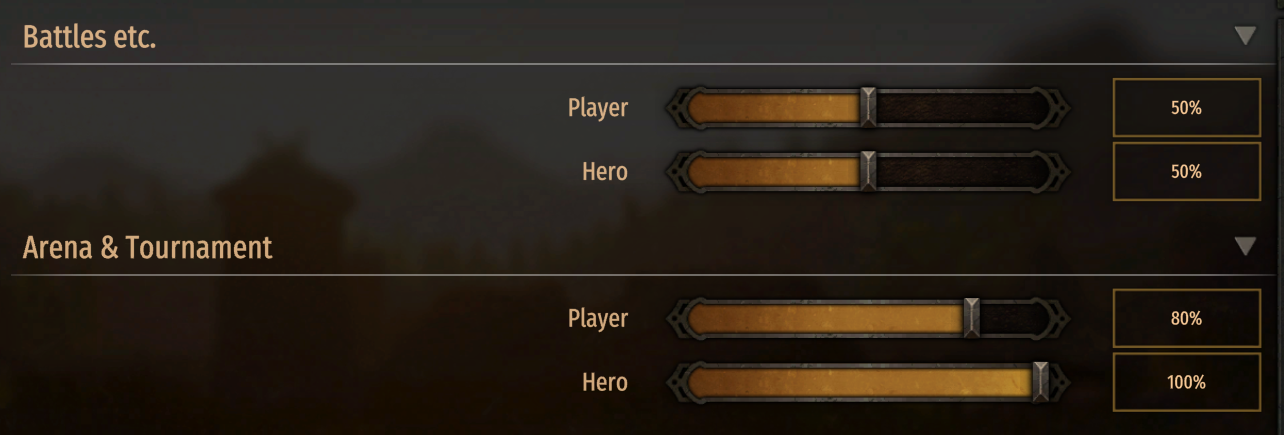 Battles etc.
Player 50%
Hero 50%
Arena & Tournament
Player 80%
Hero 100%